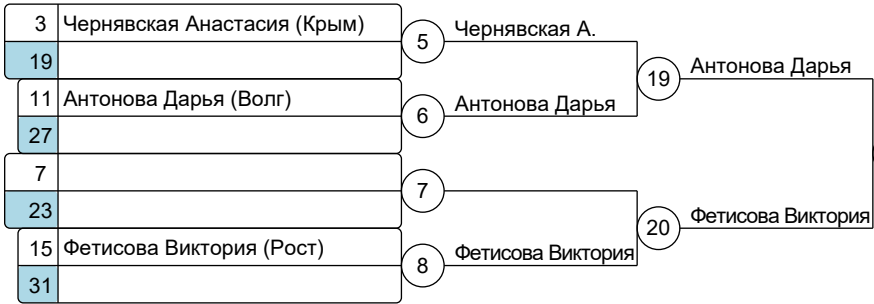 3 Чернявская Анастасия (Крым)
19
5 Чернявская А.
11 Антонова Дарья (Волг)
27
6 Антонова Дарья
19 Антонова Дарья
7
23
7
15 Фетисова Виктория (Рост)
31
8 Фетисова Виктория
20 Фетисова Виктория